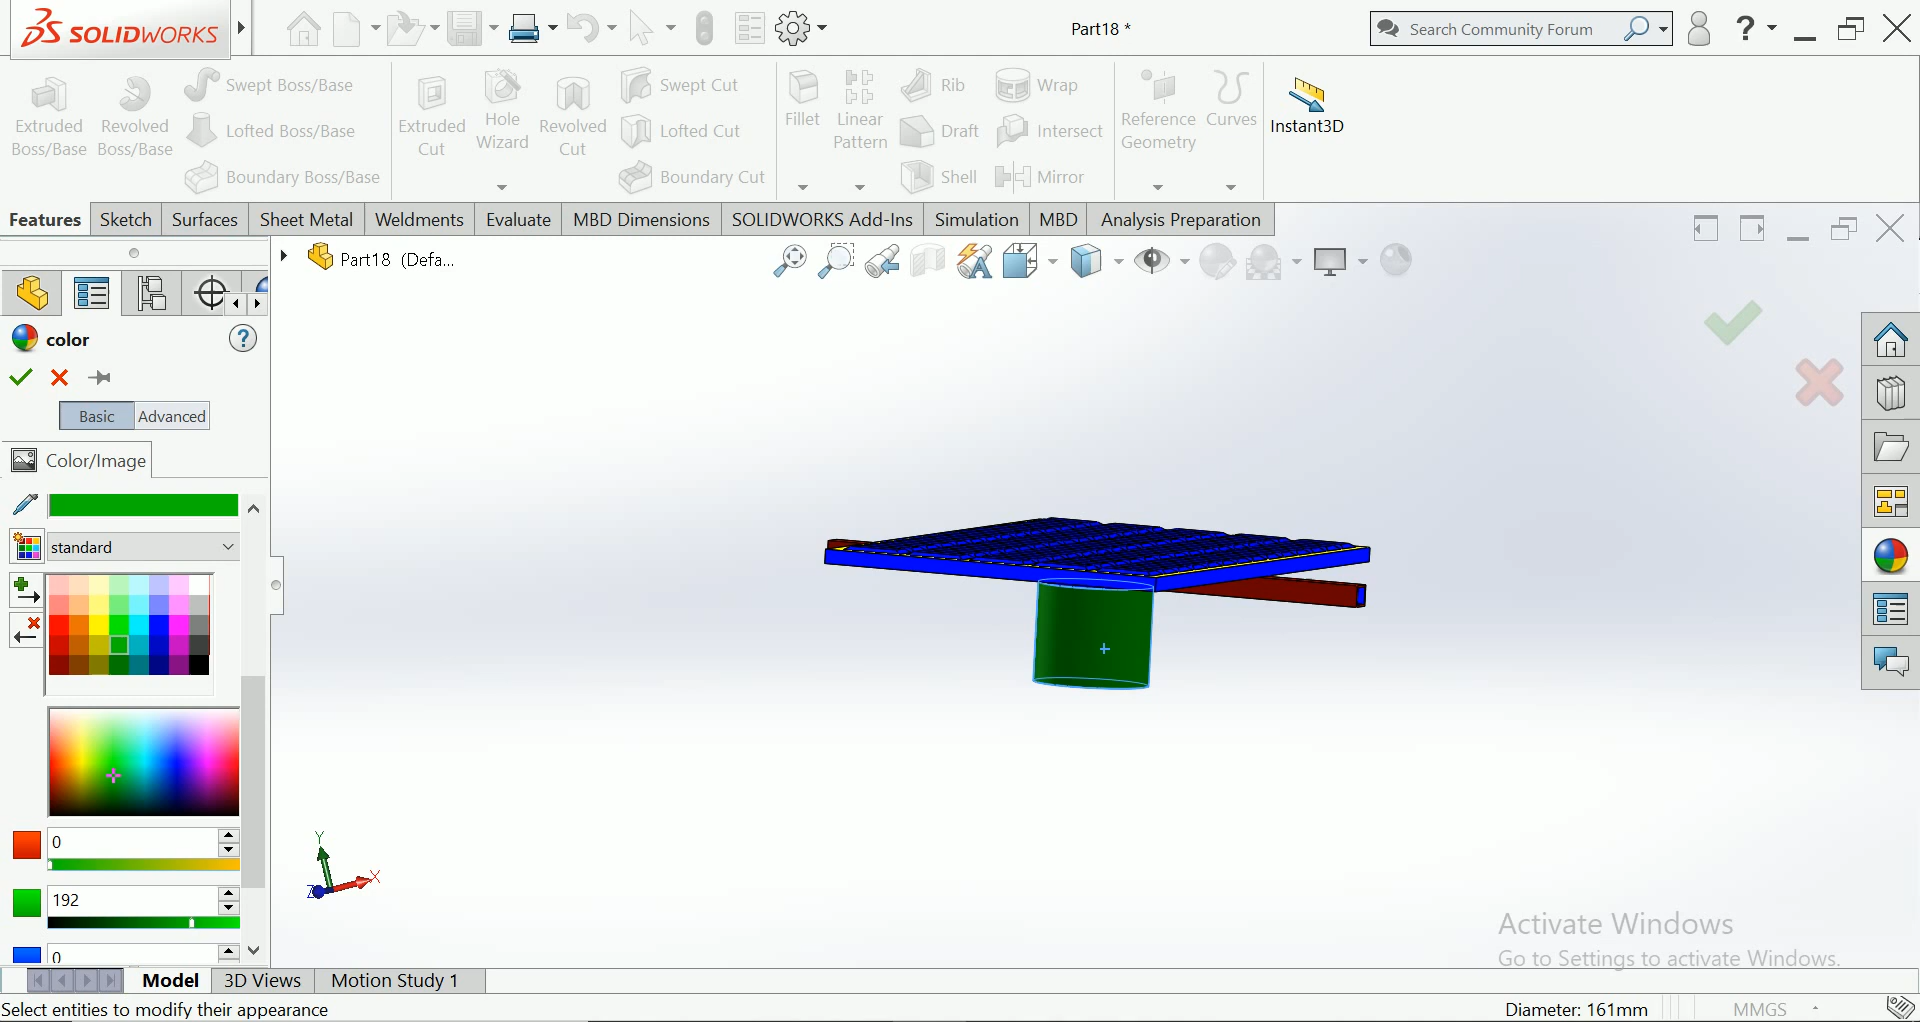 SOLIDWORKS
Part18 *
Search Community Forum
?
Extruded Boss/Base
Revolved Boss/Base
Swept Boss/Base
Lofted Boss/Base
Boundary Boss/Base
Extruded Cut
Hole Wizard
Revolved Cut
Swept Cut
Lofted Cut
Boundary Cut
Fillet
Linear Pattern
Rib
Draft
Shell
Wrap
Intersect
Mirror
Reference Geometry
Curves
Instant3D
Features Sketch Surfaces Sheet Metal Weldments Evaluate MBD Dimensions SOLIDWORKS Add-Ins Simulation MBD Analysis Preparation
Part18 (Defa...
color
?
Basic Advanced
Color/Image
standard
0
192
0
Y
X
Z
Activate Windows
Go to Settings to activate Windows.
Model 3D Views Motion Study 1
Select entities to modify their appearance
Diameter: 161mm
MMGS